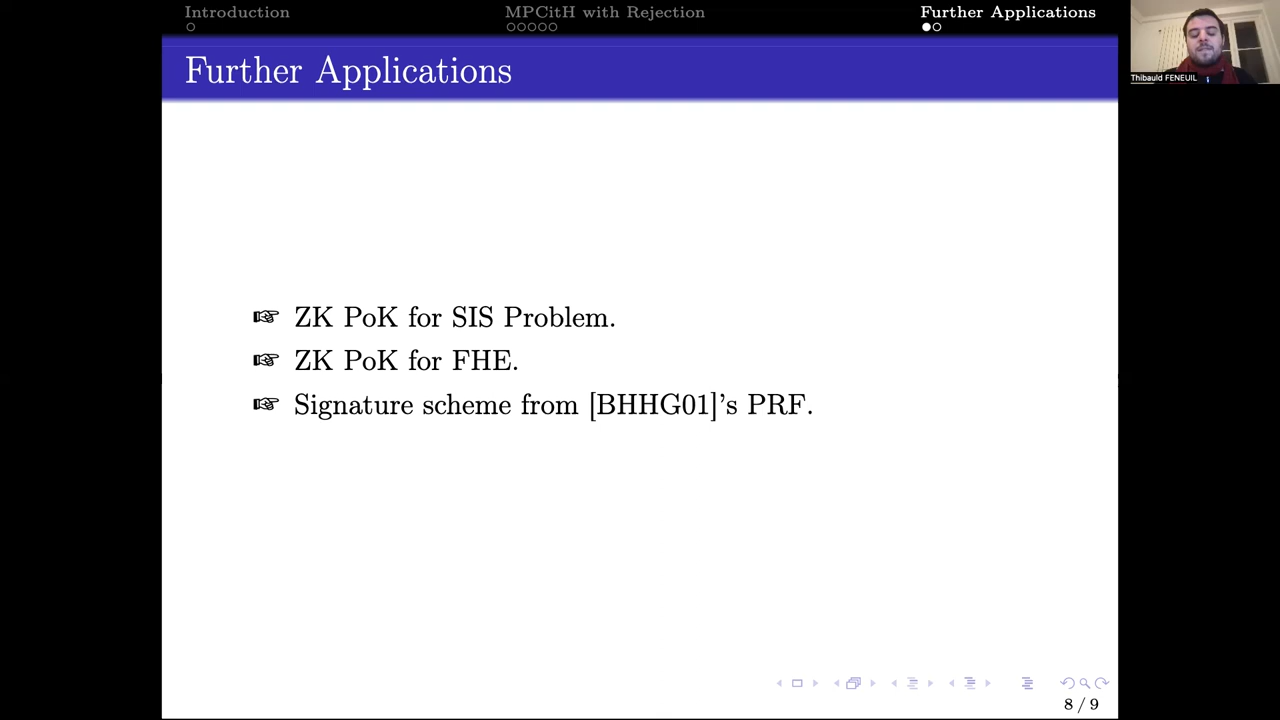 Introduction
MPCitH with Rejection
Further Applications
Thibauld FENEUIL
Further Applications
ZK PoK for SIS Problem.
ZK PoK for FHE.
Signature scheme from [BHHG01]'s PRF.
8 / 9